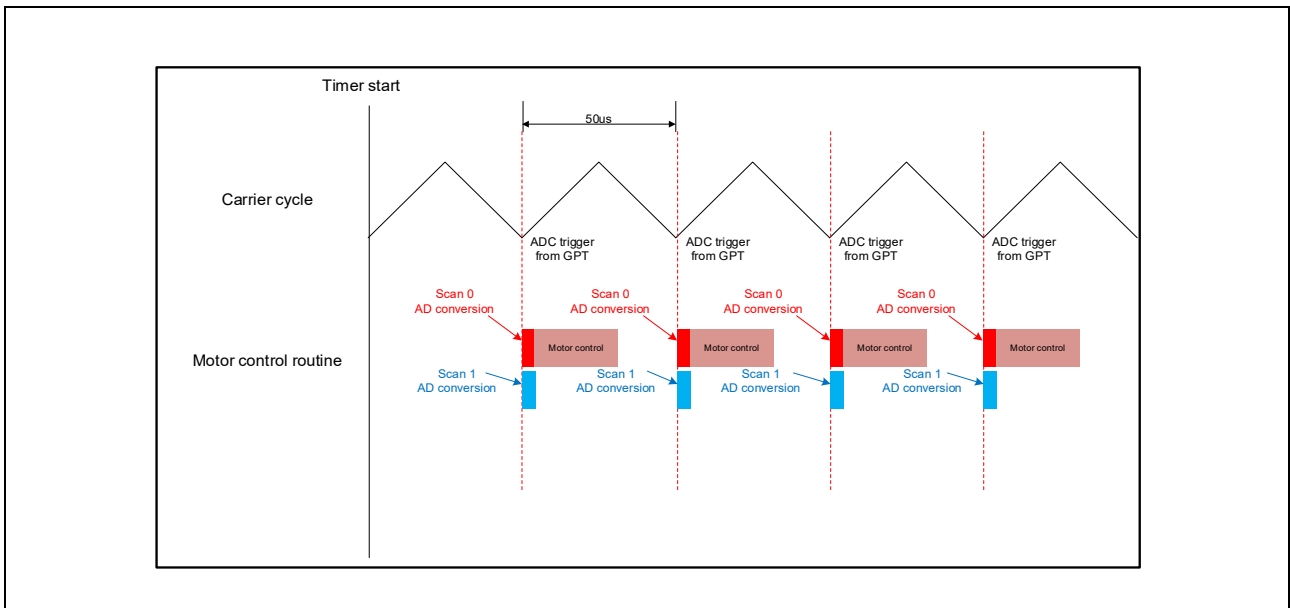 Timer start
50us
Carrier cycle
ADC trigger
from GPT
ADC trigger
from GPT
ADC trigger
from GPT
ADC trigger
from GPT
Scan 0
AD conversion
Scan 0
AD conversion
Scan 0
AD conversion
Scan 0
AD conversion
Motor control routine
Motor control
Motor control
Motor control
Motor control
Scan 1
AD conversion
Scan 1
AD conversion
Scan 1
AD conversion
Scan 1
AD conversion